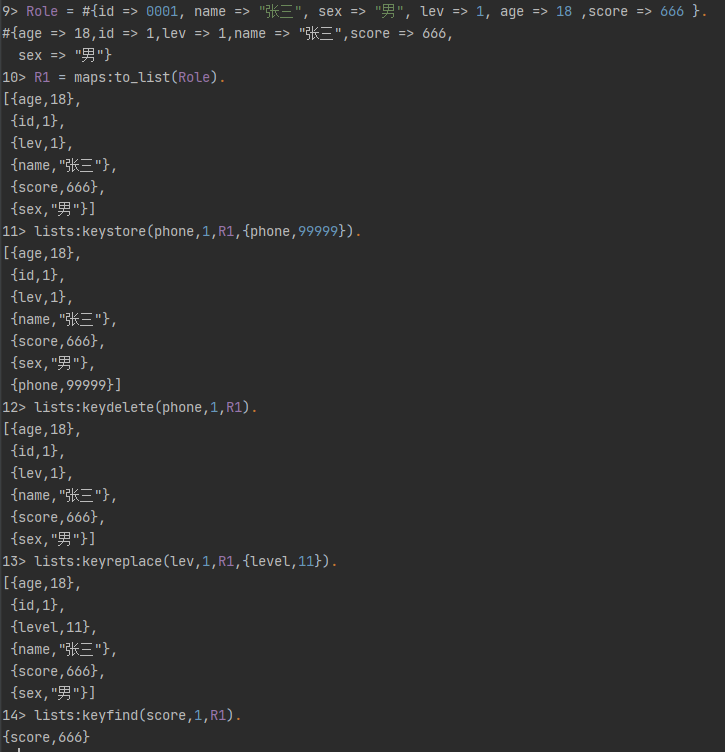 9> Role = #{id => 0001, name => "张三", sex => "男", lev => 1, age => 18 ,score => 666 }.
#{age => 18,id => 1,lev => 1,name => "张三",score => 666,
  sex => "男"}
10> R1 = maps:to_list(Role).
[{age,18},
 {id,1},
 {lev,1},
 {name,"张三"},
 {score,666},
 {sex,"男"}]
11> lists:keystore(phone,1,R1,{phone,99999}).
[{age,18},
 {id,1},
 {lev,1},
 {name,"张三"},
 {score,666},
 {sex,"男"},
 {phone,99999}]
12> lists:keydelete(phone,1,R1).
[{age,18},
 {id,1},
 {lev,1},
 {name,"张三"},
 {score,666},
 {sex,"男"}]
13> lists:keyreplace(lev,1,R1,{level,11}).
[{age,18},
 {id,1},
 {level,11},
 {name,"张三"},
 {score,666},
 {sex,"男"}]
14> lists:keyfind(score,1,R1).
{score,666}